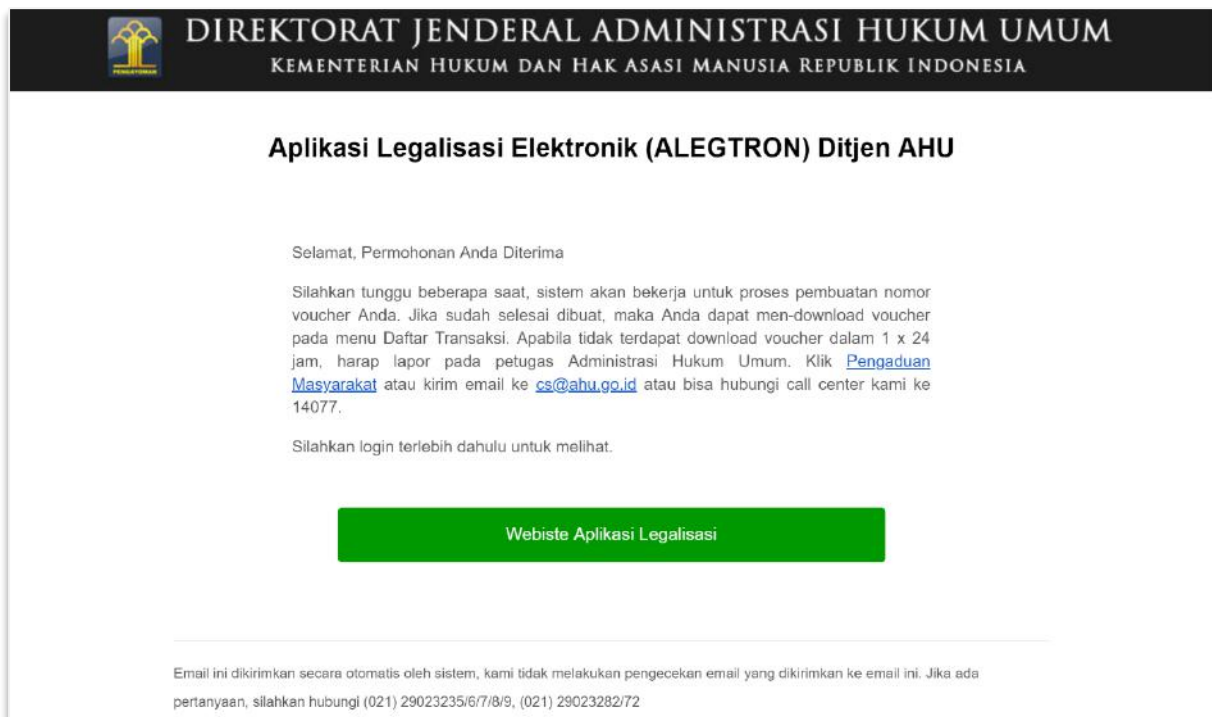 PENGAYOMAN
DIREKTORAT JENDERAL ADMINISTRASI HUKUM UMUM
KEMENTERIAN HUKUM DAN HAK ASASI MANUSIA REPUBLIK INDONESIA
Aplikasi Legalisasi Elektronik (ALEGTRON) Ditjen AHU
Selamat, Permohonan Anda Diterima
Silahkan tunggu beberapa saat, sistem akan bekerja untuk proses pembuatan nomor
voucher Anda. Jika sudah selesai dibuat, maka Anda dapat men-download voucher
pada menu Daftar Transaksi. Apabila tidak terdapat download voucher dalam 1 x 24
jam, harap lapor pada petugas Administrasi Hukum Umum. Klik Pengaduan
Masyarakat atau kirim email ke cs@ahu.go.id atau bisa hubungi call center kami ke
14077.
Silahkan login terlebih dahulu untuk melihat.
Webiste Aplikasi Legalisasi
Email ini dikirimkan secara otomatis oleh sistem, kami tidak melakukan pengecekan email yang dikirimkan ke email ini. Jika ada
pertanyaan, silahkan hubungi (021) 29023235/6/7/8/9, (021) 29023282/72